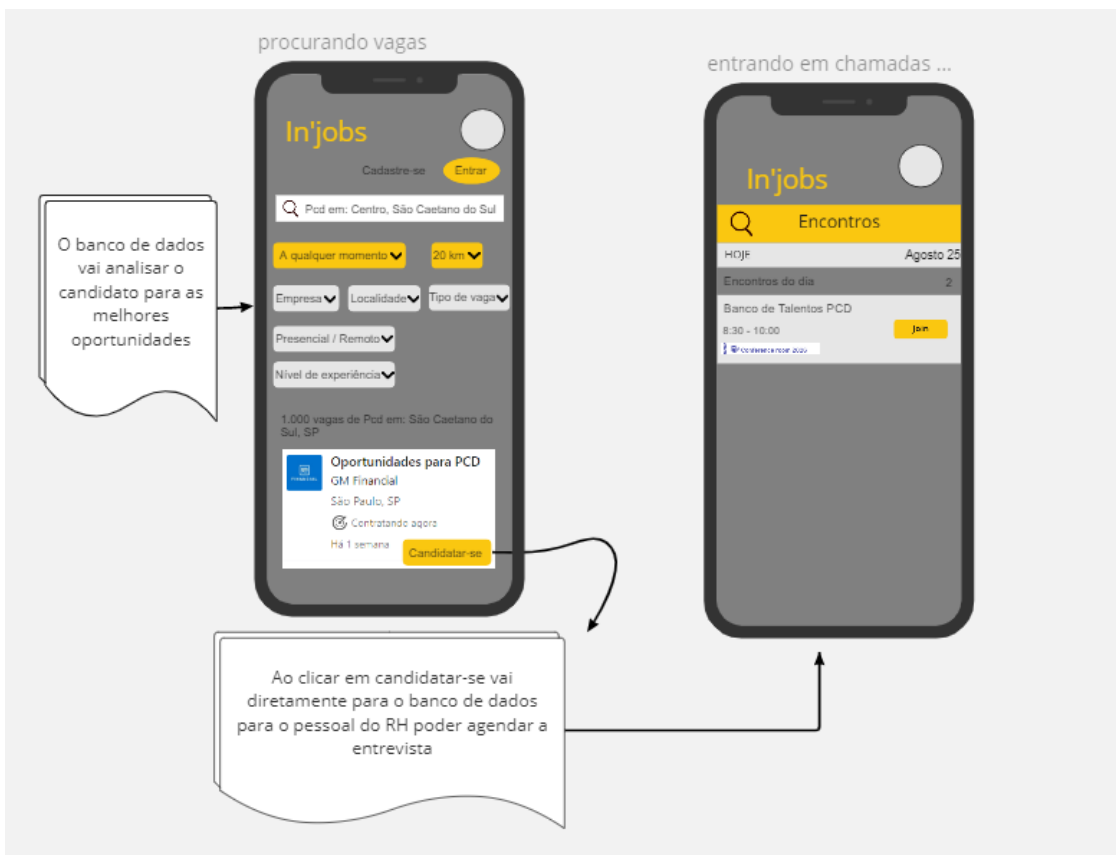 procurando vagas
In'jobs
Cadastre-se
Entrar
Pcd em: Centro, São Caetano do Sul
A qualquer momento
20 km
Empresa
Localidade
Tipo de vaga
Presencial / Remoto
Nível de experiência
1.000 vagas de Pcd em: São Caetano do
Sul, SP
Oportunidades para PCD
GM Financial
São Paulo, SP
Contratando agora
Há 1 semana
Candidatar-se
O banco de dados
vai analisar o
candidato para as
melhores
oportunidades
Ao clicar em candidatar-se vai
diretamente para o banco de dados
para o pessoal do RH poder agendar a
entrevista
entrando em chamadas ...
In'jobs
Encontros
HOJE
Agosto 25
Encontros do dia
2
Banco de Talentos PCD
8:30 - 10:00
Join
Conference room